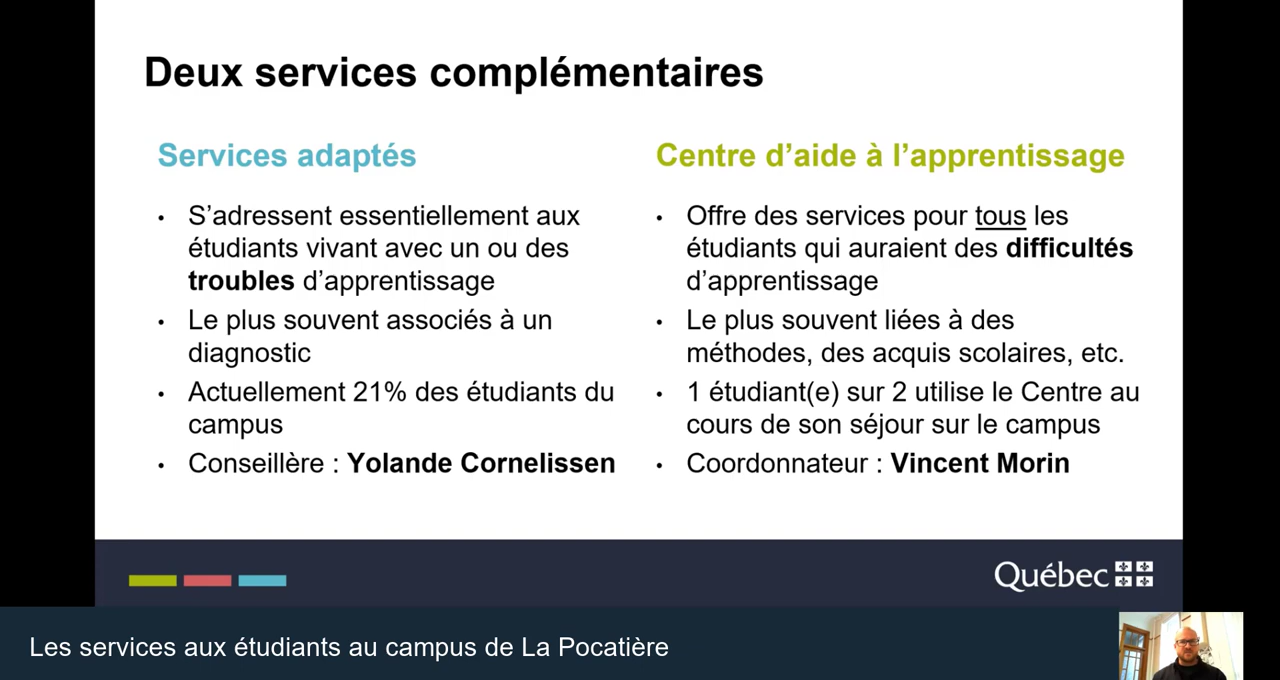 Deux services complémentaires
Services adaptés
• S’adressent essentiellement aux
étudiants vivant avec un ou des
troubles d’apprentissage
• Le plus souvent associés à un
diagnostic
• Actuellement 21% des étudiants du
campus
• Conseillère : Yolande Cornelissen
Centre d’aide à l’apprentissage
• Offre des services pour tous les
étudiants qui auraient des difficultés
d’apprentissage
• Le plus souvent liées à des
méthodes, des acquis scolaires, etc.
• 1 étudiant(e) sur 2 utilise le Centre au
cours de son séjour sur le campus
• Coordonnateur : Vincent Morin
Québec
Les services aux étudiants au campus de La Pocatière